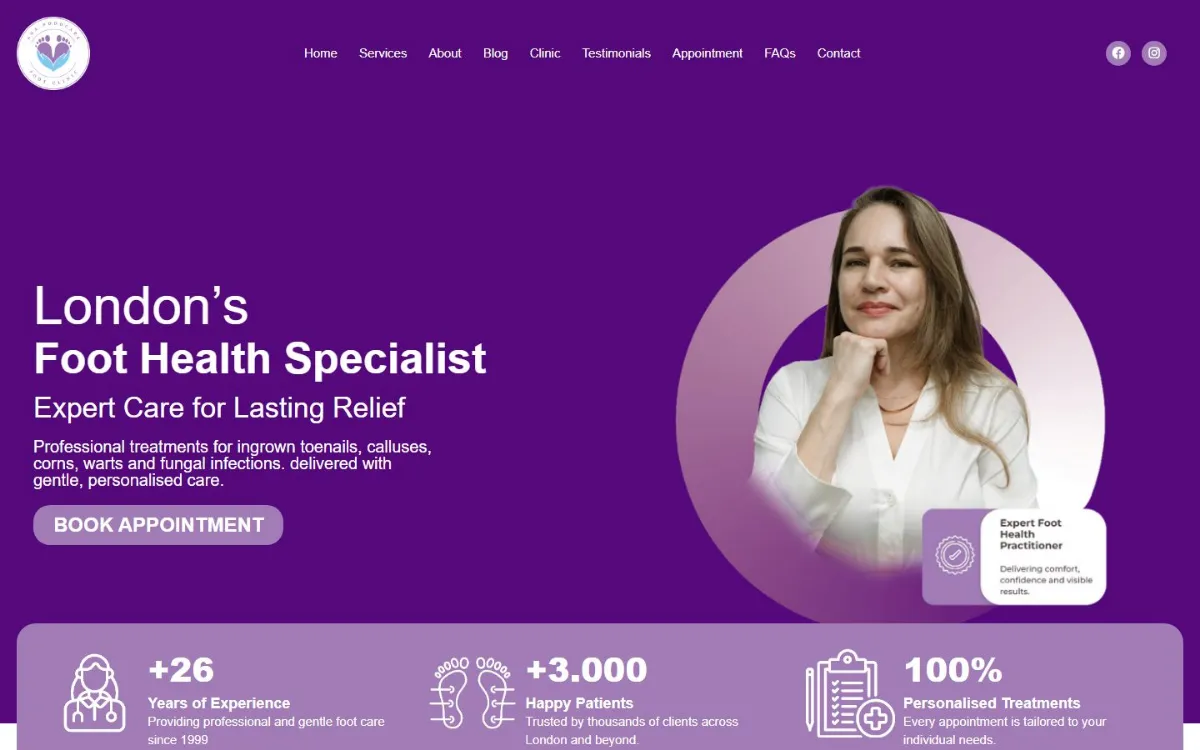 FOOT CLINIC
Home Services About Blog Clinic Testimonials Appointment FAQs Contact
London’s
Foot Health Specialist
Expert Care for Lasting Relief
Professional treatments for ingrown toenails, calluses,
corns, warts and fungal infections. delivered with
gentle, personalised care.
BOOK APPOINTMENT
Expert Foot
Health
Practitioner
Delivering comfort,
confidence and visible
results.
+26
Years of Experience
Providing professional and gentle foot care
since 1999
+3.000
Happy Patients
Trusted by thousands of clients across
London and beyond.
100%
Personalised Treatments
Every appointment is tailored to your
individual needs.